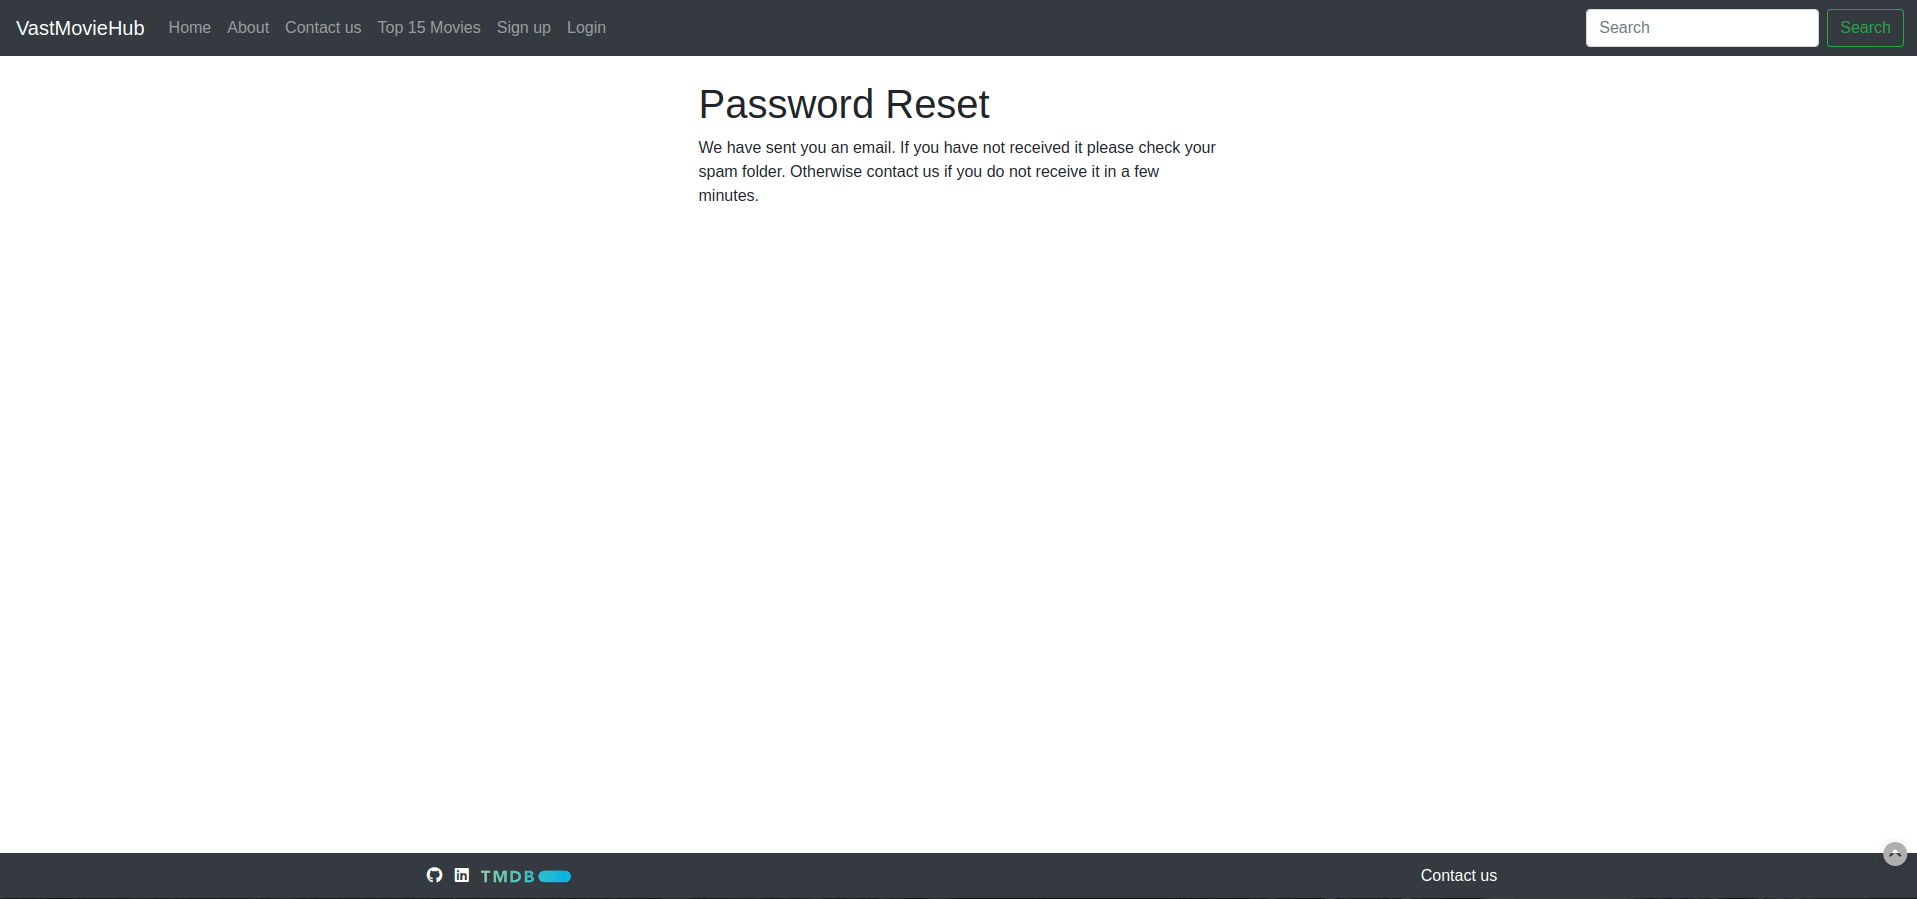 VastMovieHub Home About Contact us Top 15 Movies Sign up Login Search Search
Password Reset
We have sent you an email. If you have not received it please check your
spam folder. Otherwise contact us if you do not receive it in a few
minutes.
in TMDB Contact us